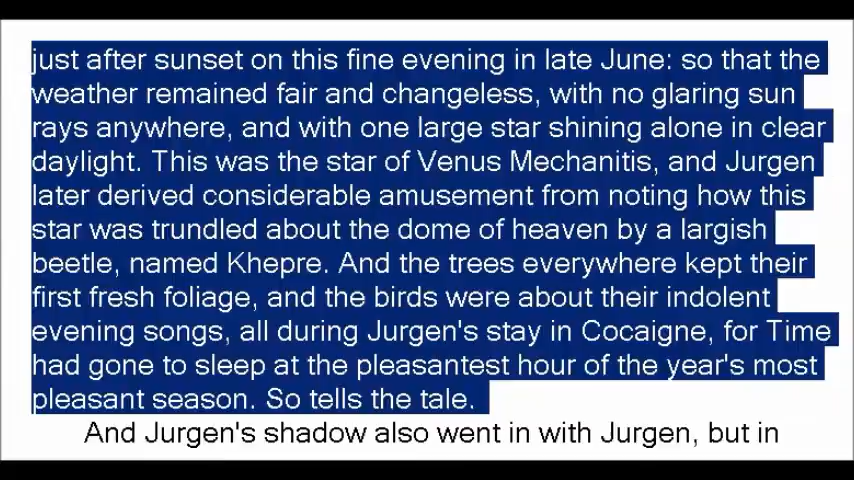 just after sunset on this fine evening in late June: so that the
weather remained fair and changeless, with no glaring sun
rays anywhere, and with one large star shining alone in clear
daylight. This was the star of Venus Mechanitis, and Jurgen
later derived considerable amusement from noting how this
star was trundled about the dome of heaven by a largish
beetle, named Khepre. And the trees everywhere kept their
first fresh foliage, and the birds were about their indolent
evening songs, all during Jurgen's stay in Cocaigne, for Time
had gone to sleep at the pleasantest hour of the year's most
pleasant season. So tells the tale.
And Jurgen's shadow also went in with Jurgen, but in